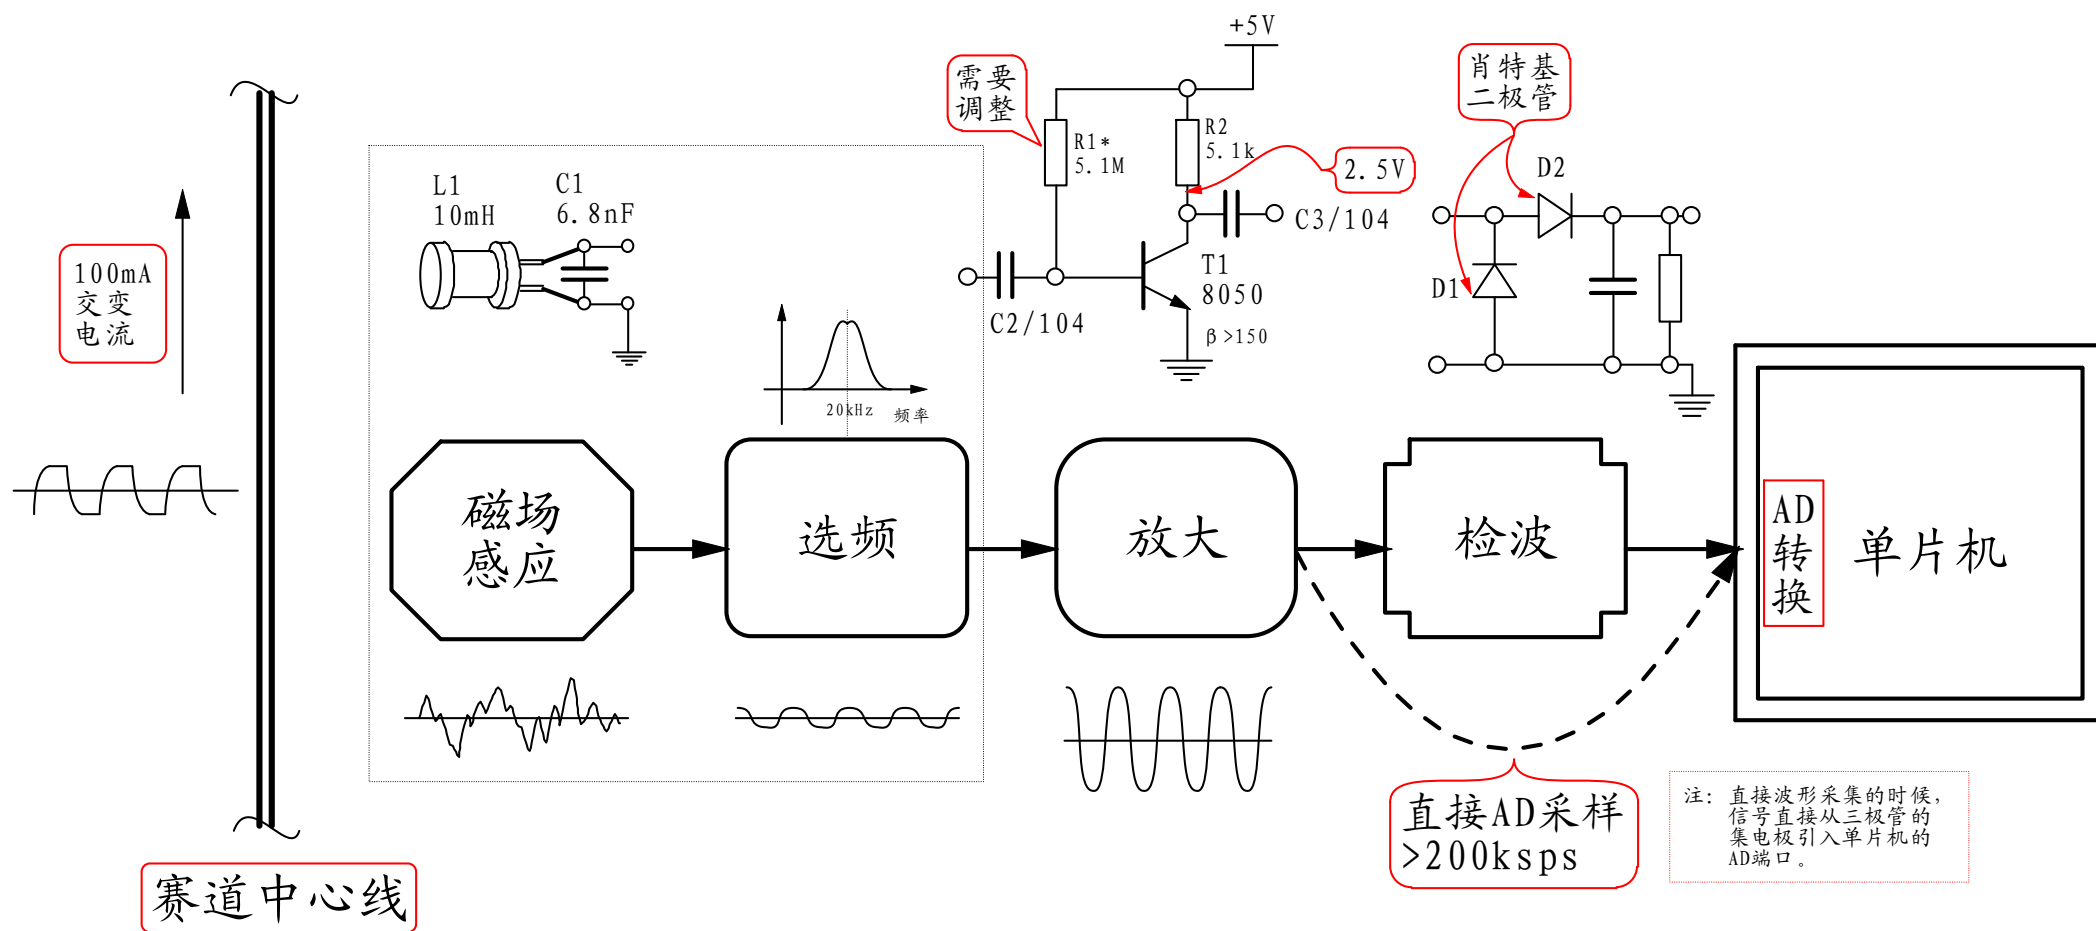 +5V
需要
调整
肖特基
二极管
R1*
5.1M
R2
5.1k
2.5V
D2
L1
10mH
C1
6.8nF
C3/104
100mA
交变
电流
T1
8050
D1
C2/104
β>150
20kHz
频率
磁场
感应
选频
放大
检波
AD
转
换
单片机
直接AD采样
>200ksps
注：直接波形采集的时候，
信号直接从三极管的
集电极引入单片机的
AD端口。
赛道中心线